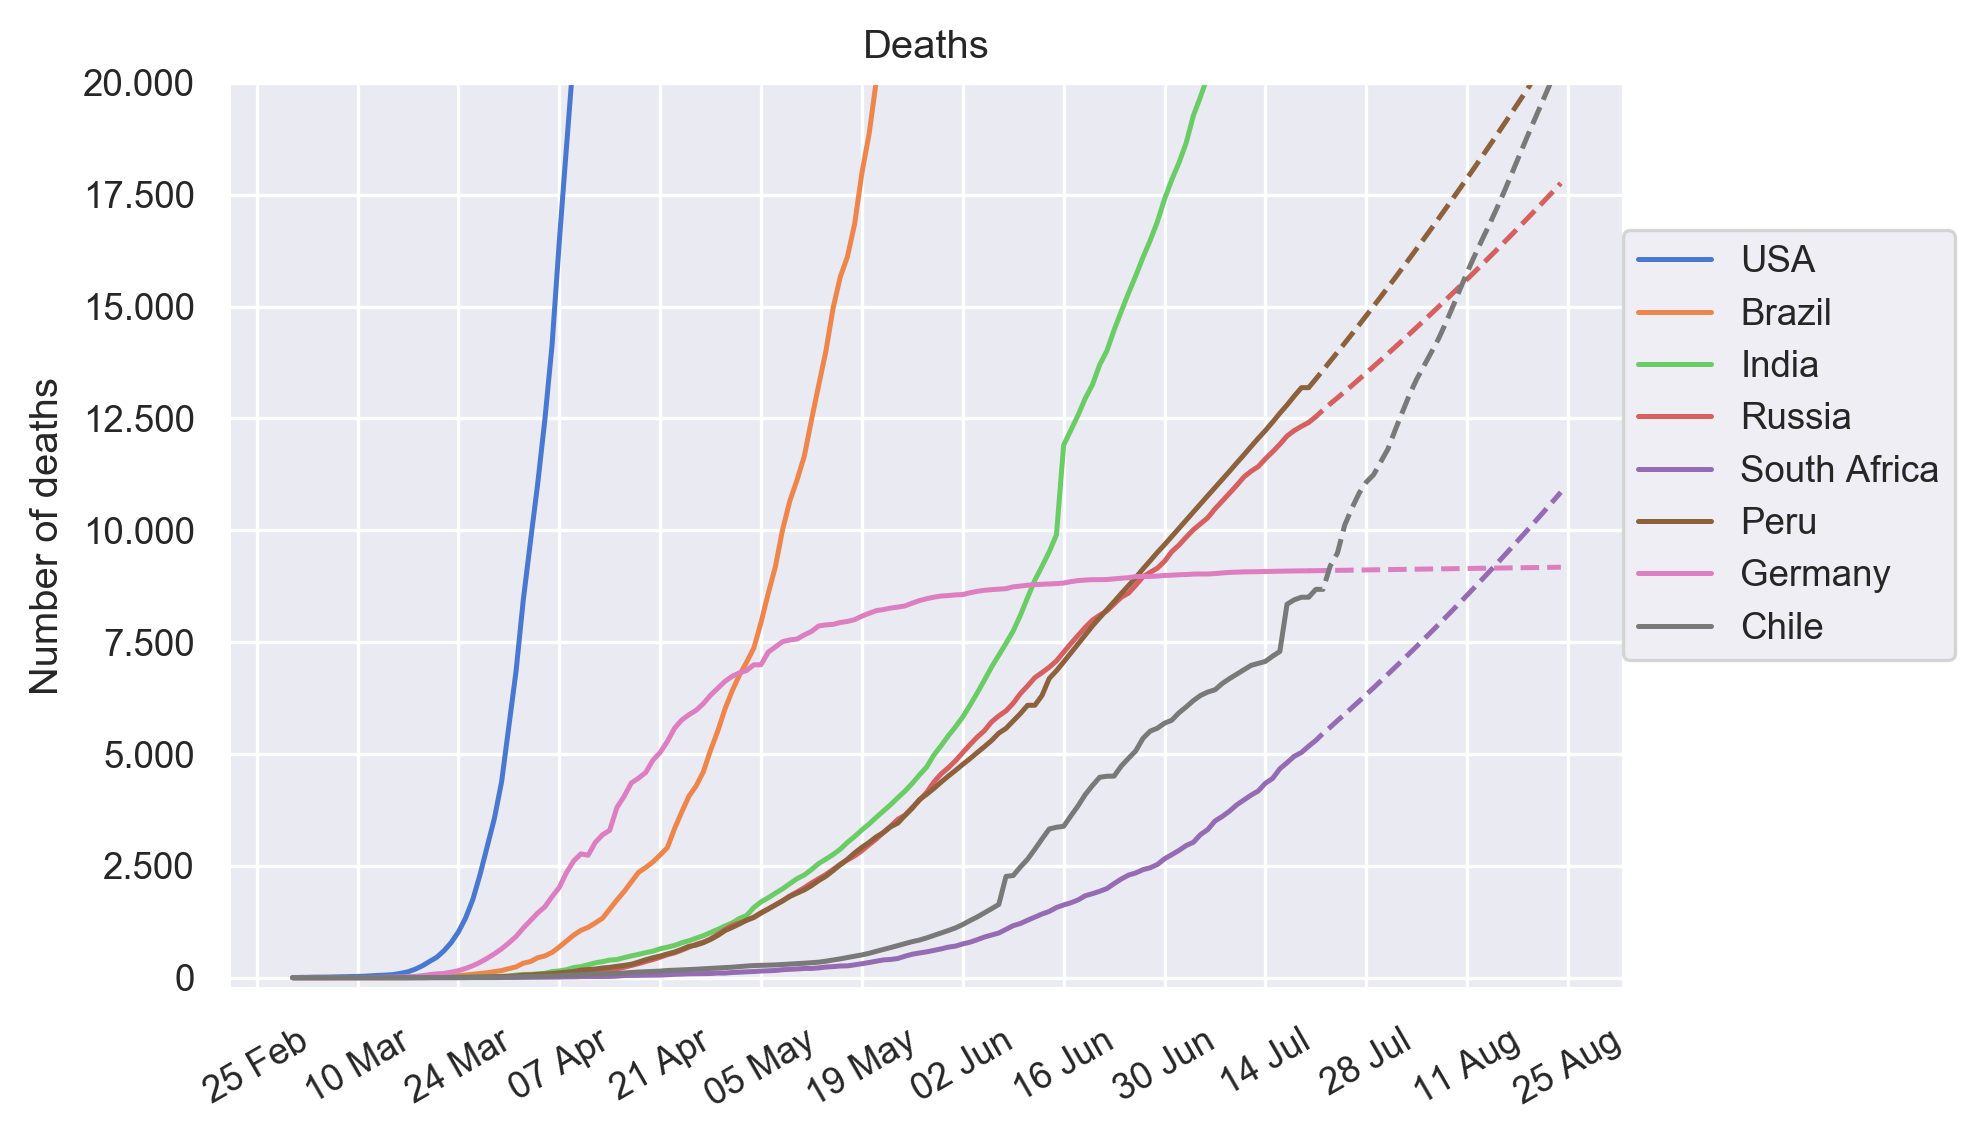 Deaths
20.000
17.500
15.000
12.500
10.000
7.500
5.000
2.500
0
Number of deaths
25 Feb
10 Mar
24 Mar
07 Apr
21 Apr
05 May
19 May
02 Jun
16 Jun
30 Jun
14 Jul
28 Jul
11 Aug
25 Aug
USA
Brazil
India
Russia
South Africa
Peru
Germany
Chile